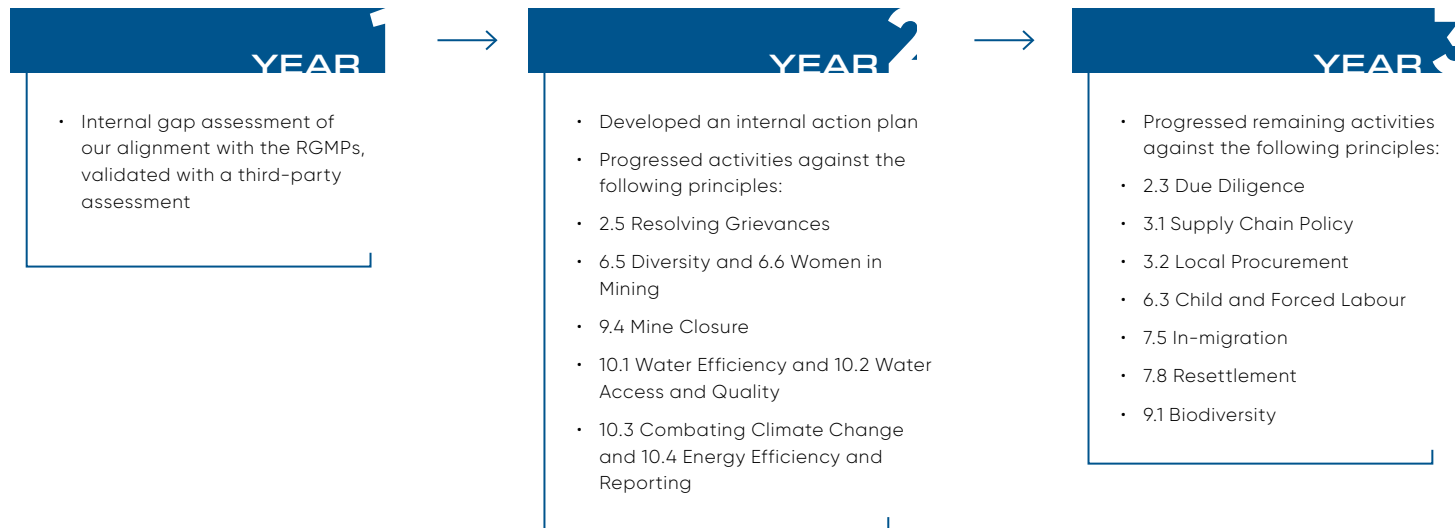 YEAR 1
• Internal gap assessment of
our alignment with the RGMPs,
validated with a third-party
assessment
YEAR 2
• Developed an internal action plan
• Progressed activities against the
following principles:
• 2.5 Resolving Grievances
• 6.5 Diversity and 6.6 Women in
Mining
• 9.4 Mine Closure
• 10.1 Water Efficiency and 10.2 Water
Access and Quality
• 10.3 Combating Climate Change
and 10.4 Energy Efficiency and
Reporting
YEAR 3
• Progressed remaining activities
against the following principles:
• 2.3 Due Diligence
• 3.1 Supply Chain Policy
• 3.2 Local Procurement
• 6.3 Child and Forced Labour
• 7.5 In-migration
• 7.8 Resettlement
• 9.1 Biodiversity